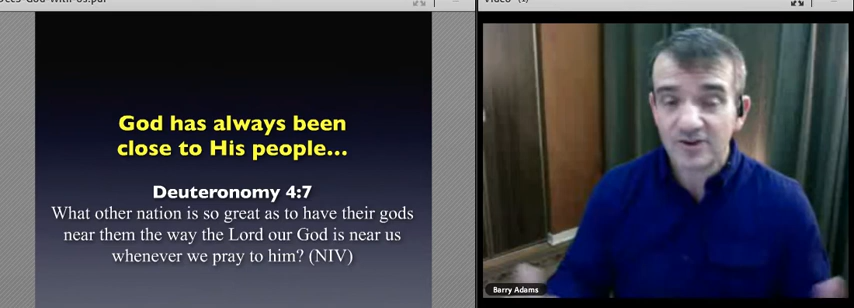 God has always been
close to His people...
Deuteronomy 4:7
What other nation is so great as to have their gods
near them the way the Lord our God is near us
whenever we pray to him? (NIV)
Barry Adams